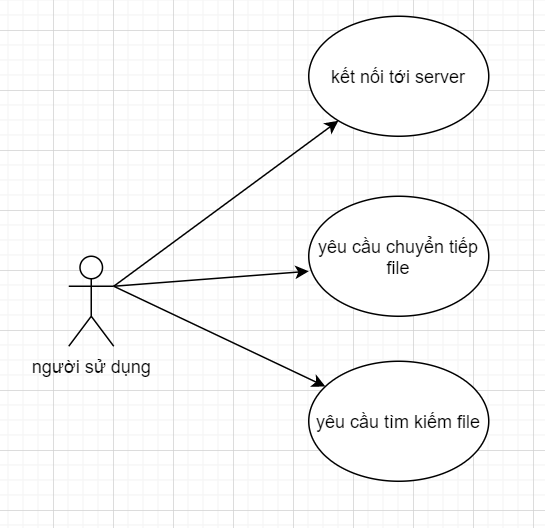 kết nối tới server
yêu cầu chuyển tiếp
file
người sử dụng
yêu cầu tìm kiếm file